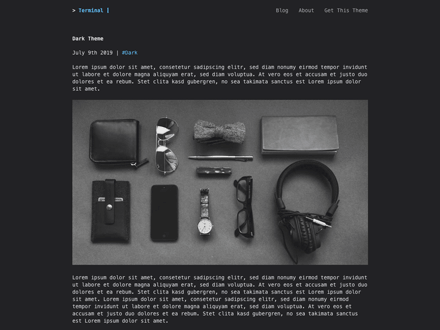 > Terminal
Blog About Get This Theme
Dark Theme
July 9th 2019 | #Dark
Lorem ipsum dolor sit amet, consetetur sadipscing elitr, sed diam nonumy eirmod tempor invidunt
ut labore et dolore magna aliquyam erat, sed diam voluptua. At vero eos et accusam et justo duo
dolores et ea rebum. Stet clita kasd gubergren, no sea takimata sanctus est Lorem ipsum dolor
sit amet.
Lorem ipsum dolor sit amet, consetetur sadipscing elitr, sed diam nonumy eirmod tempor invidunt
ut labore et dolore magna aliquyam erat, sed diam voluptua. At vero eos et accusam et justo duo
dolores et ea rebum. Stet clita kasd gubergren, no sea takimata sanctus est Lorem ipsum dolor
sit amet. Lorem ipsum dolor sit amet, consetetur sadipscing elitr, sed diam nonumy eirmod
tempor invidunt ut labore et dolore magna aliquyam erat, sed diam voluptua. At vero eos et
accusam et justo duo dolores et ea rebum. Stet clita kasd gubergren, no sea takimata sanctus
est Lorem ipsum dolor sit amet.